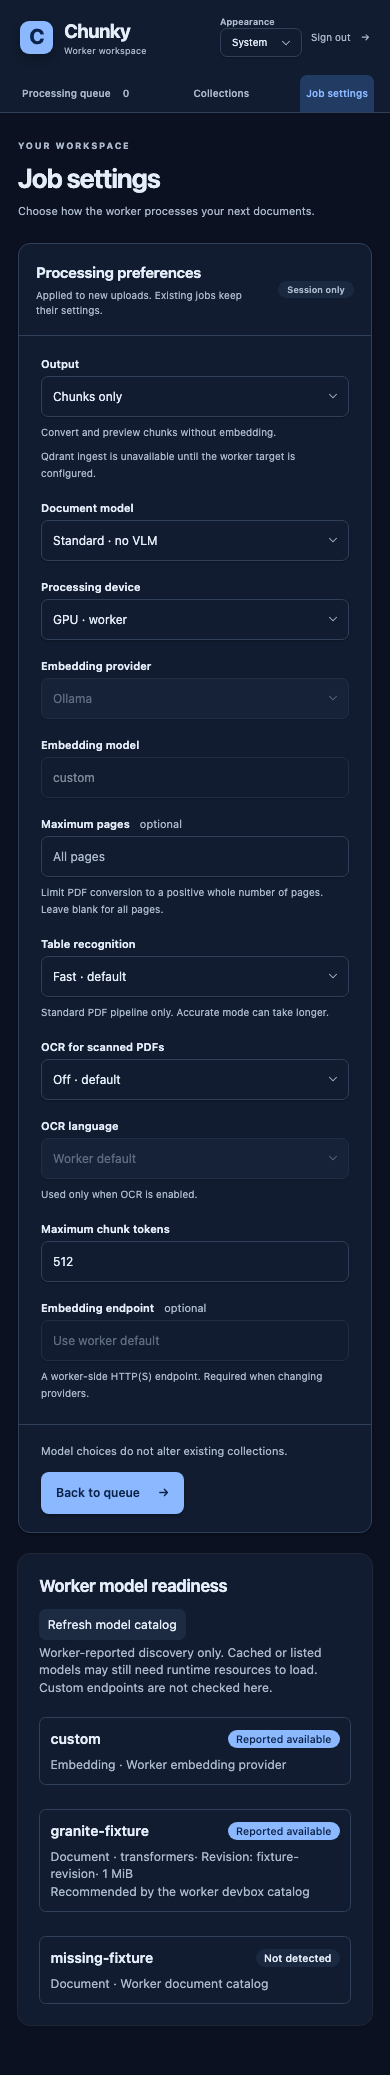 C
Chunky
Worker workspace
Appearance
System
Sign out →
Processing queue 0
Collections
Job settings
YOUR WORKSPACE
Job settings
Choose how the worker processes your next documents.
Processing preferences
Applied to new uploads. Existing jobs keep
their settings.
Session only
Output
Chunks only
Convert and preview chunks without embedding.
Qdrant ingest is unavailable until the worker target is
configured.
Document model
Standard · no VLM
Processing device
GPU · worker
Embedding provider
Ollama
Embedding model
custom
Maximum pages optional
All pages
Limit PDF conversion to a positive whole number of pages.
Leave blank for all pages.
Table recognition
Fast · default
Standard PDF pipeline only. Accurate mode can take longer.
OCR for scanned PDFs
Off · default
OCR language
Worker default
Used only when OCR is enabled.
Maximum chunk tokens
512
Embedding endpoint optional
Use worker default
A worker-side HTTP(S) endpoint. Required when changing
providers.
Model choices do not alter existing collections.
Back to queue →
Worker model readiness
Refresh model catalog
Worker-reported discovery only. Cached or listed
models may still need runtime resources to load.
Custom endpoints are not checked here.
custom
Reported available
Embedding · Worker embedding provider
granite-fixture
Reported available
Document · transformers· Revision: fixture-
revision· 1 MiB
Recommended by the worker devbox catalog
missing-fixture
Not detected
Document · Worker document catalog